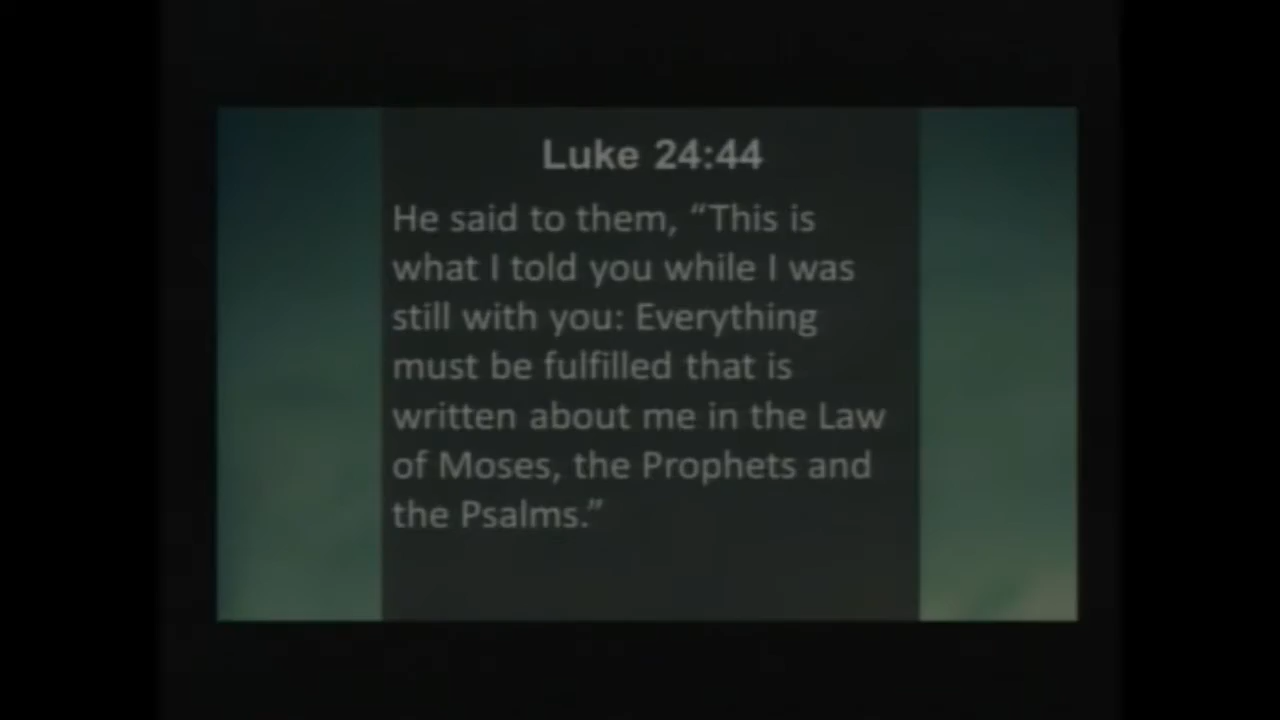 Luke 24:44
He said to them, “This is
what I told you while I was
still with you: Everything
must be fulfilled that is
written about me in the Law
of Moses, the Prophets and
the Psalms.”